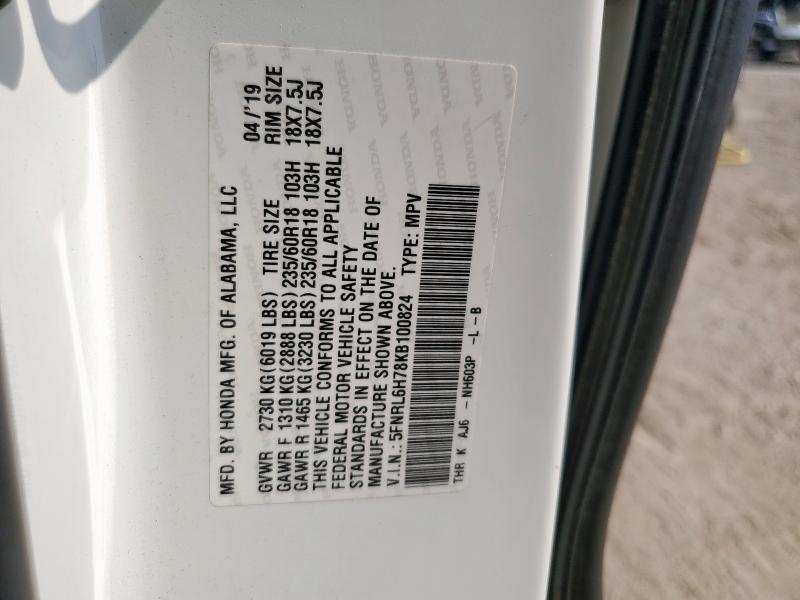 MFD. BY HONDA MFG. OF ALABAMA, LLC 04/'19
GVWR 2730 KG(6019 LBS) TIRE SIZE RIM SIZE
GAWR F 1310 KG(2888 LBS)235/60R18 103H 18X7.5J
GAWR R 1465 KG(3230 LBS)235/60R18 103H 18X7.5J
THIS VEHICLE CONFORMS TO ALL APPLICABLE
FEDERAL MOTOR VEHICLE SAFETY
STANDARDS IN EFFECT ON THE DATE OF
MANUFACTURE SHOWN ABOVE.
V.I.N.: 5FNRL6H78KB100824 TYPE: MPV
THR K AJ6 - NH603P -L - B